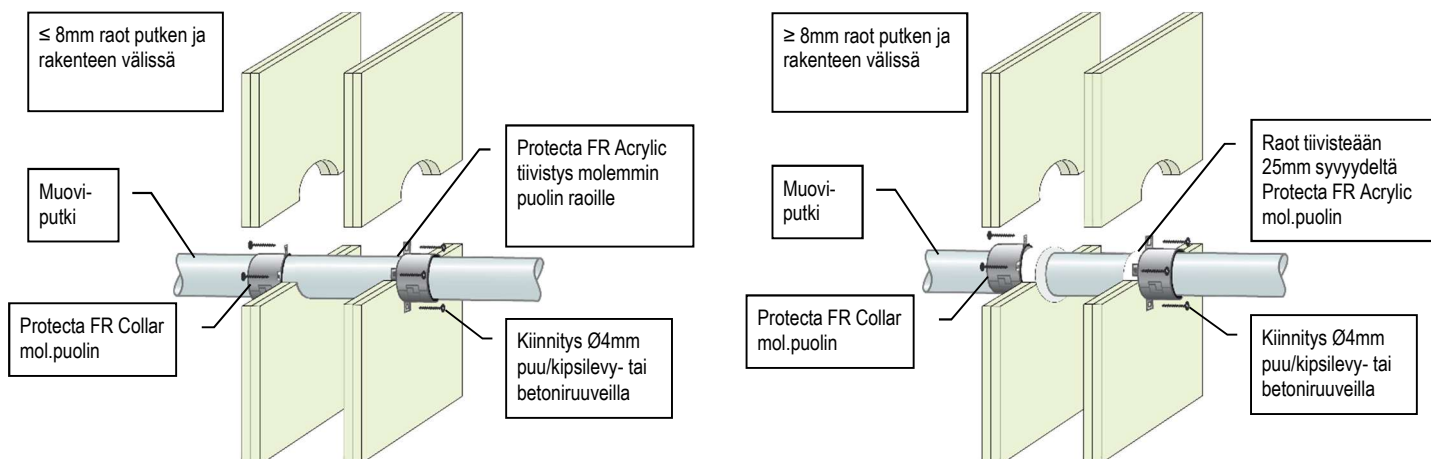 ≤ 8mm raot putken ja
rakenteen välissä
Muovi-
putki
Protecta FR Acrylic
tiivistys molemmin
puolin raoille
Protecta FR Collar
mol.puolin
Kiinnitys Ø4mm
puu/kipsilevy- tai
betoniruuveilla
≥ 8mm raot putken ja
rakenteen välissä
Muovi-
putki
Raot tiivisteään
25mm syvyydeltä
Protecta FR Acrylic
mol.puolin
Protecta FR Collar
mol.puolin
Kiinnitys Ø4mm
puu/kipsilevy- tai
betoniruuveilla